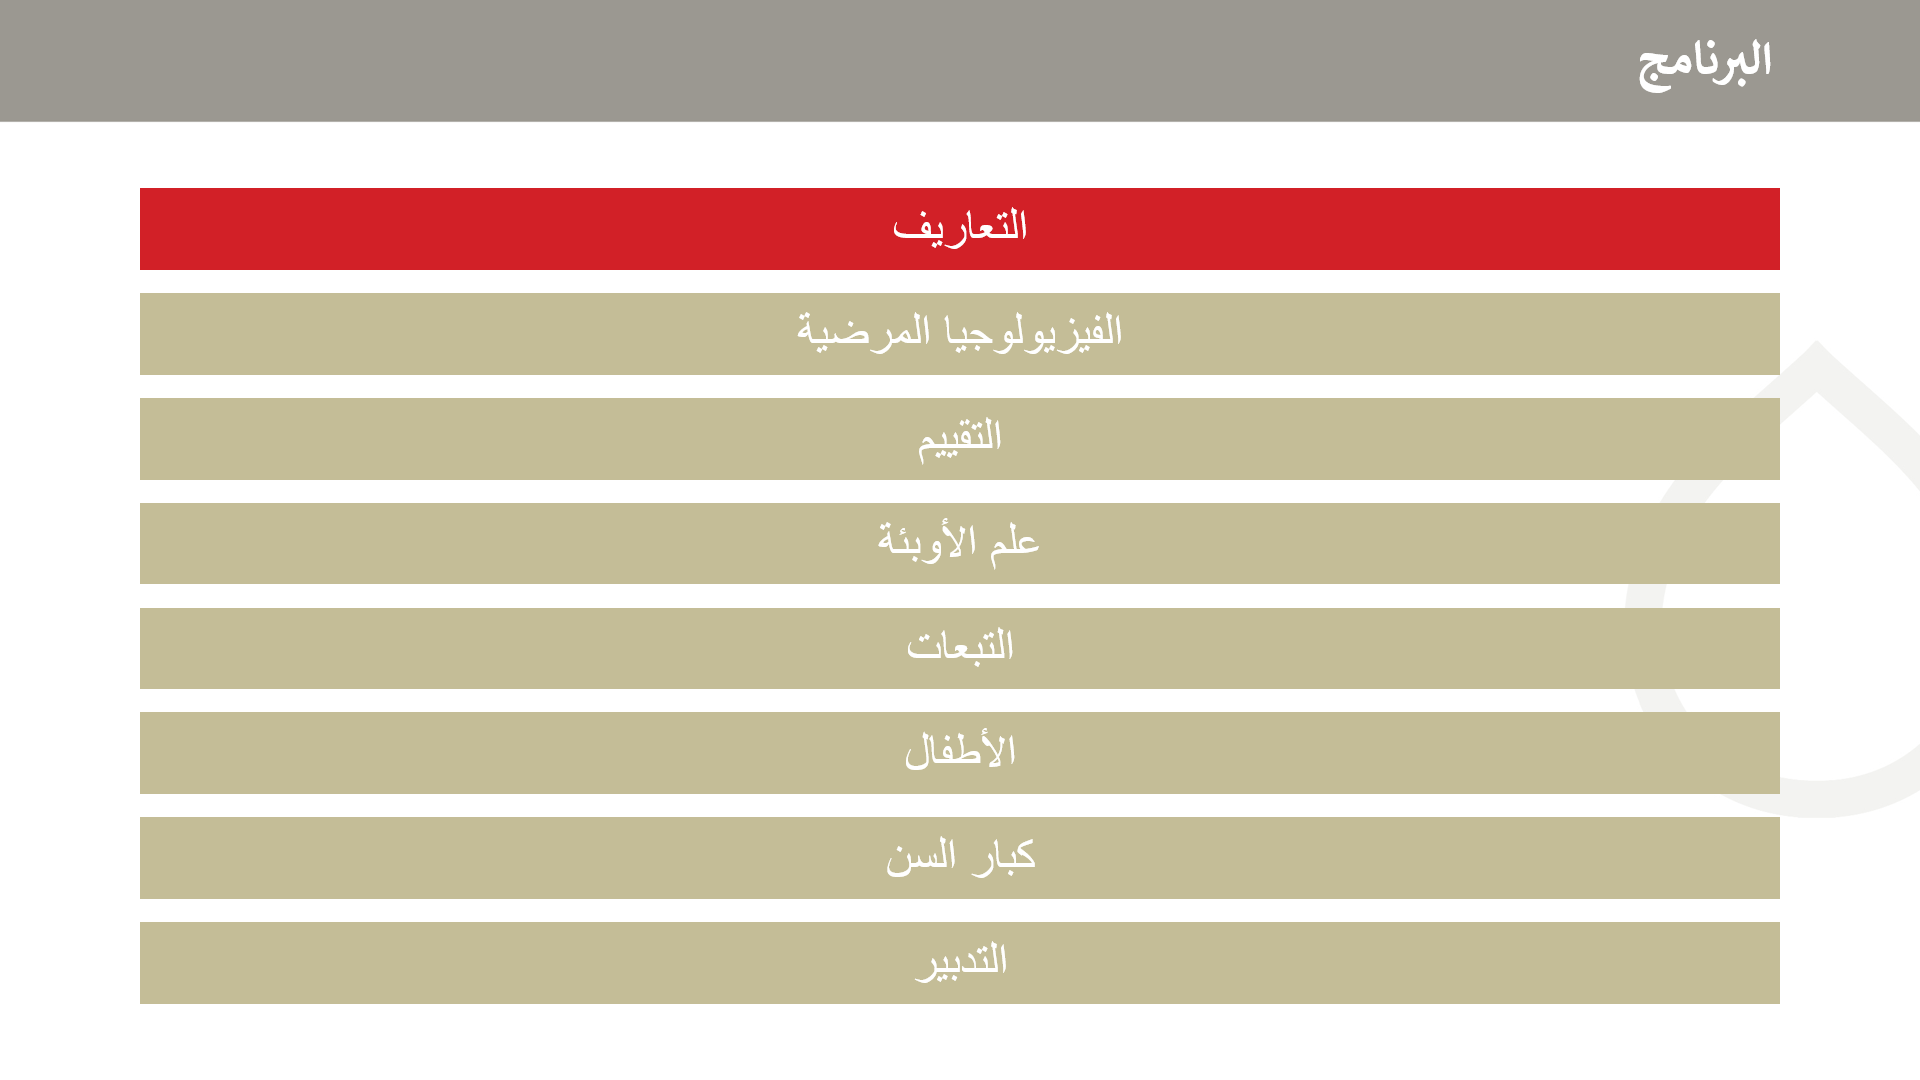 البرنامج
التعاريف
الفيزيولوجيا المرضية
التقييم
علم الأوبئة
التبعات
الأطفال
كبار السن
التدبير